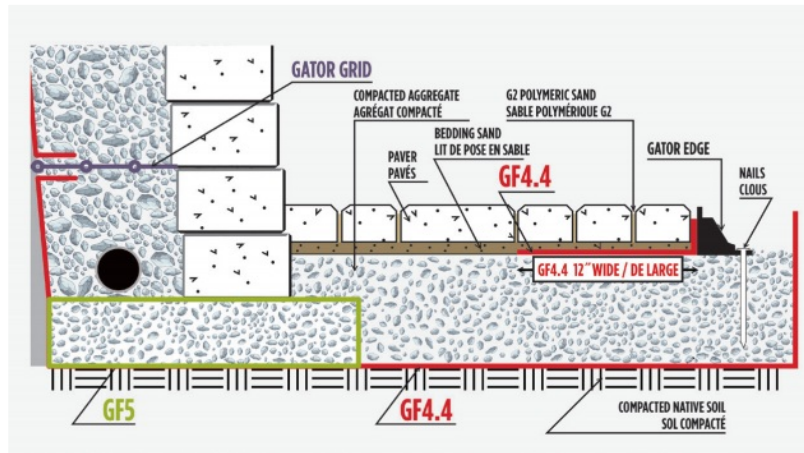 GATOR GRID
COMPACTED AGGREGATE
AGRÉGAT COMPACTÉ
G2 POLYMERIC SAND
SABLE POLYMÉRIQUE G2
BEDDING SAND
LIT DE POSE EN SABLE
PAVER
PAVÉS
GF4.4
GATOR EDGE
NAILS
CLOUS
GF4.4 12" WIDE / DE LARGE
GF5
GF4.4
COMPACTED NATIVE SOIL
SOL COMPACTÉ